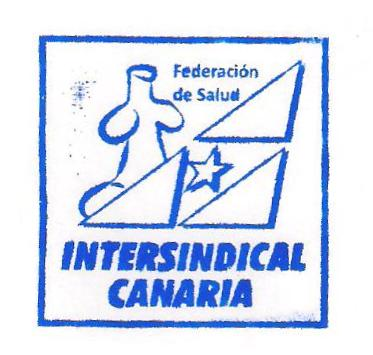 Federación
de Salud
INTERSINDICAL
CANARIA